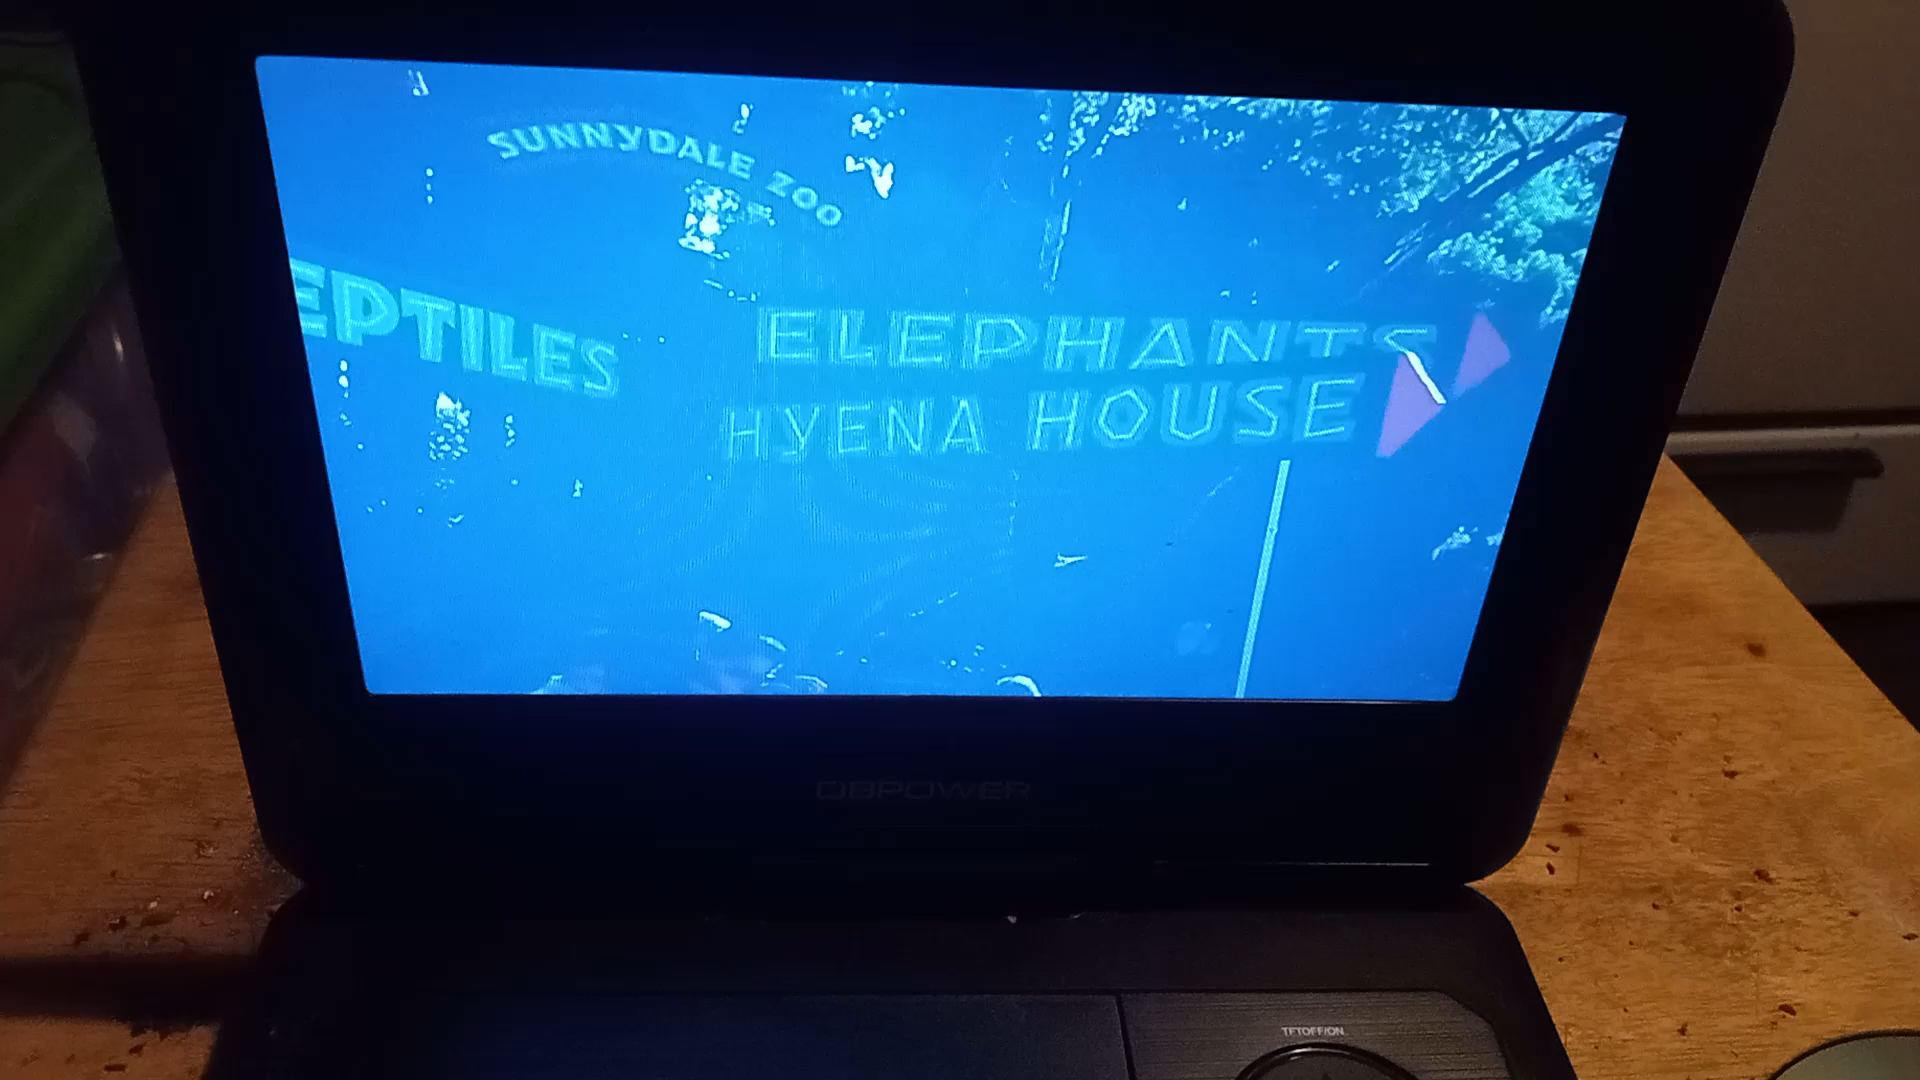 SUNNYDALE ZOO
EPTILES
ELEPHANTS
HYENA HOUSE
DBPOWER
TFTOFF/ON